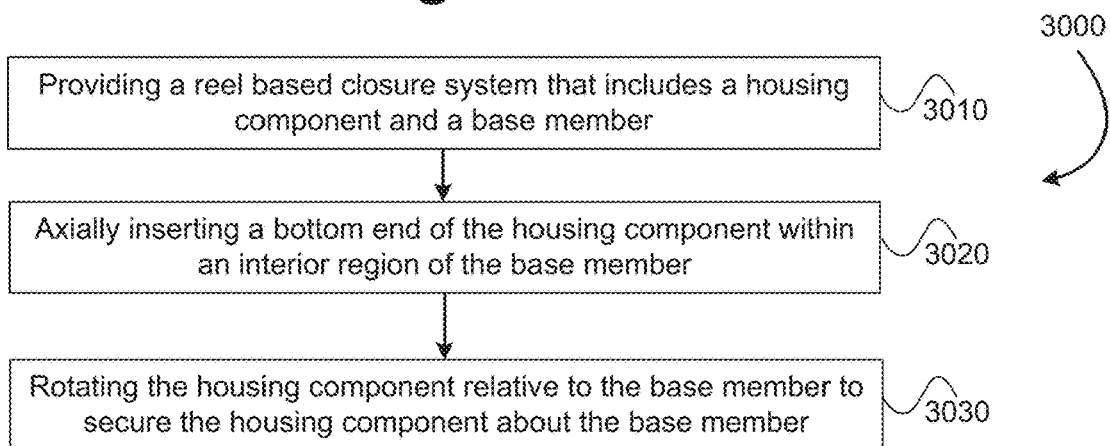 3000
Providing a reel based closure system that includes a housing
component and a base member
3010
Axially inserting a bottom end of the housing component within
an interior region of the base member
3020
Rotating the housing component relative to the base member to
secure the housing component about the base member
3030